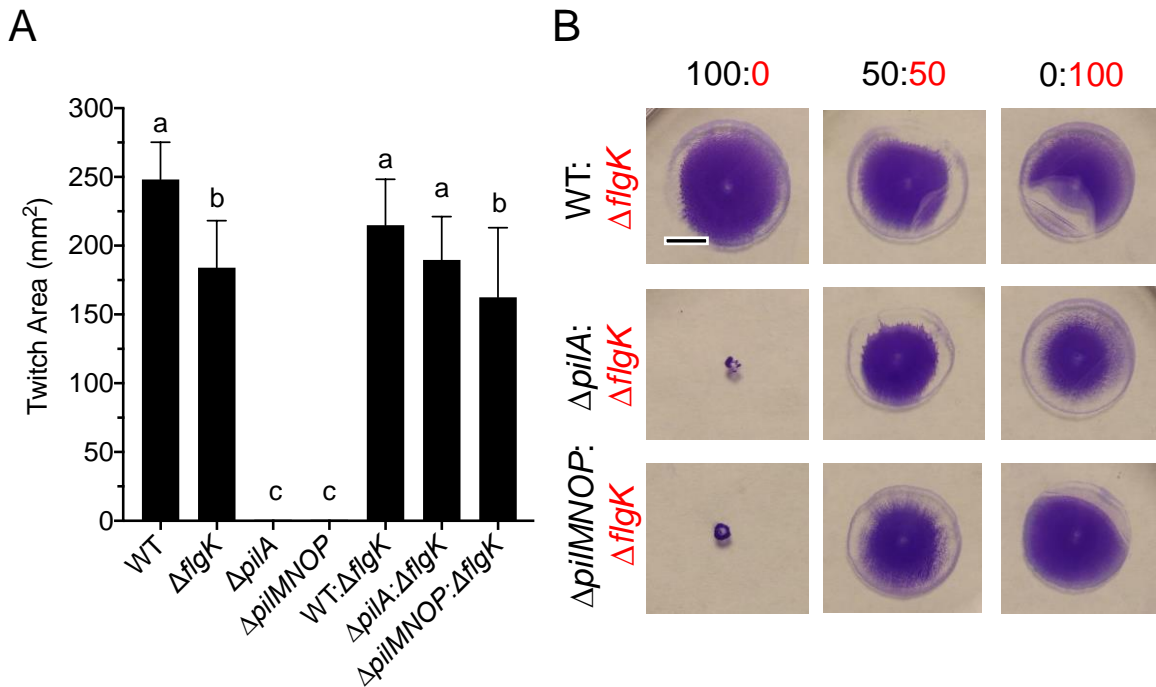 A
Twitch Area (mm²)
300
250
200
150
100
50
0
a
b
c
c
a
a
b
WT
ΔflgK
ΔpilA
ΔpilMNOP
WT:ΔflgK
ΔpilA:ΔflgK
ΔpilMNOP:ΔflgK
B
100:0
50:50
0:100
WT:
ΔflgK
ΔpilA:
ΔflgK
ΔpilMNOP:
ΔflgK